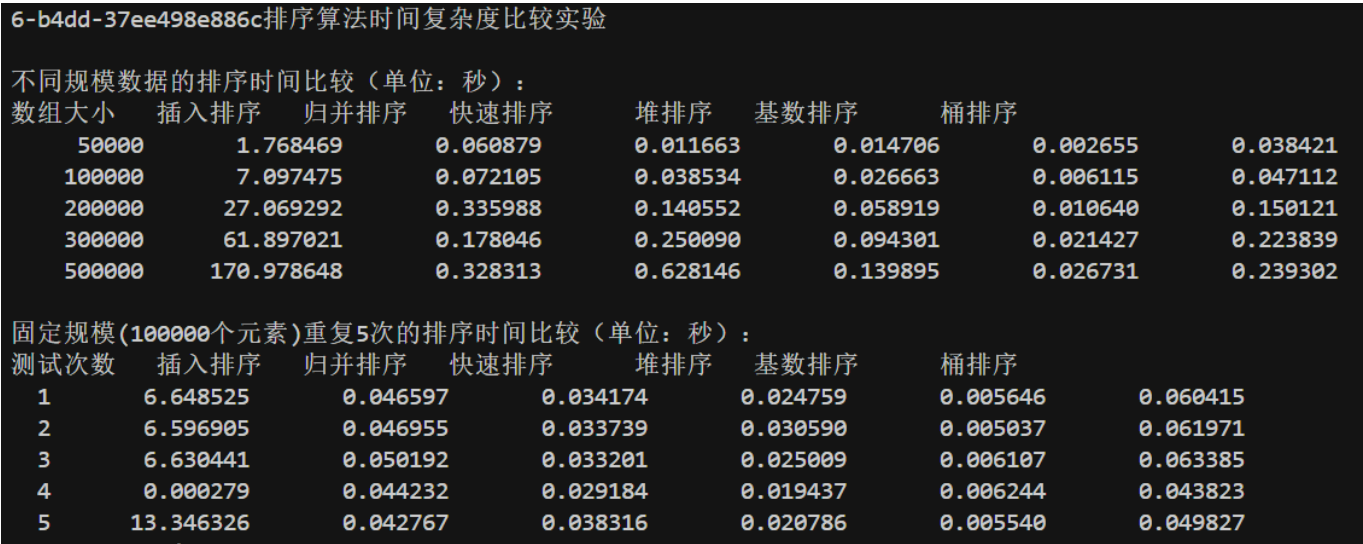 6-b4dd-37ee498e886c排序算法时间复杂度比较实验
不同规模数据的排序时间比较（单位：秒）：
数组大小 插入排序 归并排序 快速排序 堆排序 基数排序 桶排序
50000 1.768469 0.060879 0.011663 0.014706 0.002655 0.038421
100000 7.097475 0.072105 0.038534 0.026663 0.006115 0.047112
200000 27.069292 0.335988 0.140552 0.058919 0.010640 0.150121
300000 61.897021 0.178046 0.250090 0.094301 0.021427 0.223839
500000 170.978648 0.328313 0.628146 0.139895 0.026731 0.239302
固定规模(100000个元素)重复5次的排序时间比较（单位：秒）：
测试次数 插入排序 归并排序 快速排序 堆排序 基数排序 桶排序
1 6.648525 0.046597 0.034174 0.024759 0.005646 0.060415
2 6.596905 0.046955 0.033739 0.030590 0.005037 0.061971
3 6.630441 0.050192 0.033201 0.025009 0.006107 0.063385
4 0.000279 0.044232 0.029184 0.019437 0.006244 0.043823
5 13.346326 0.042767 0.038316 0.020786 0.005540 0.049827